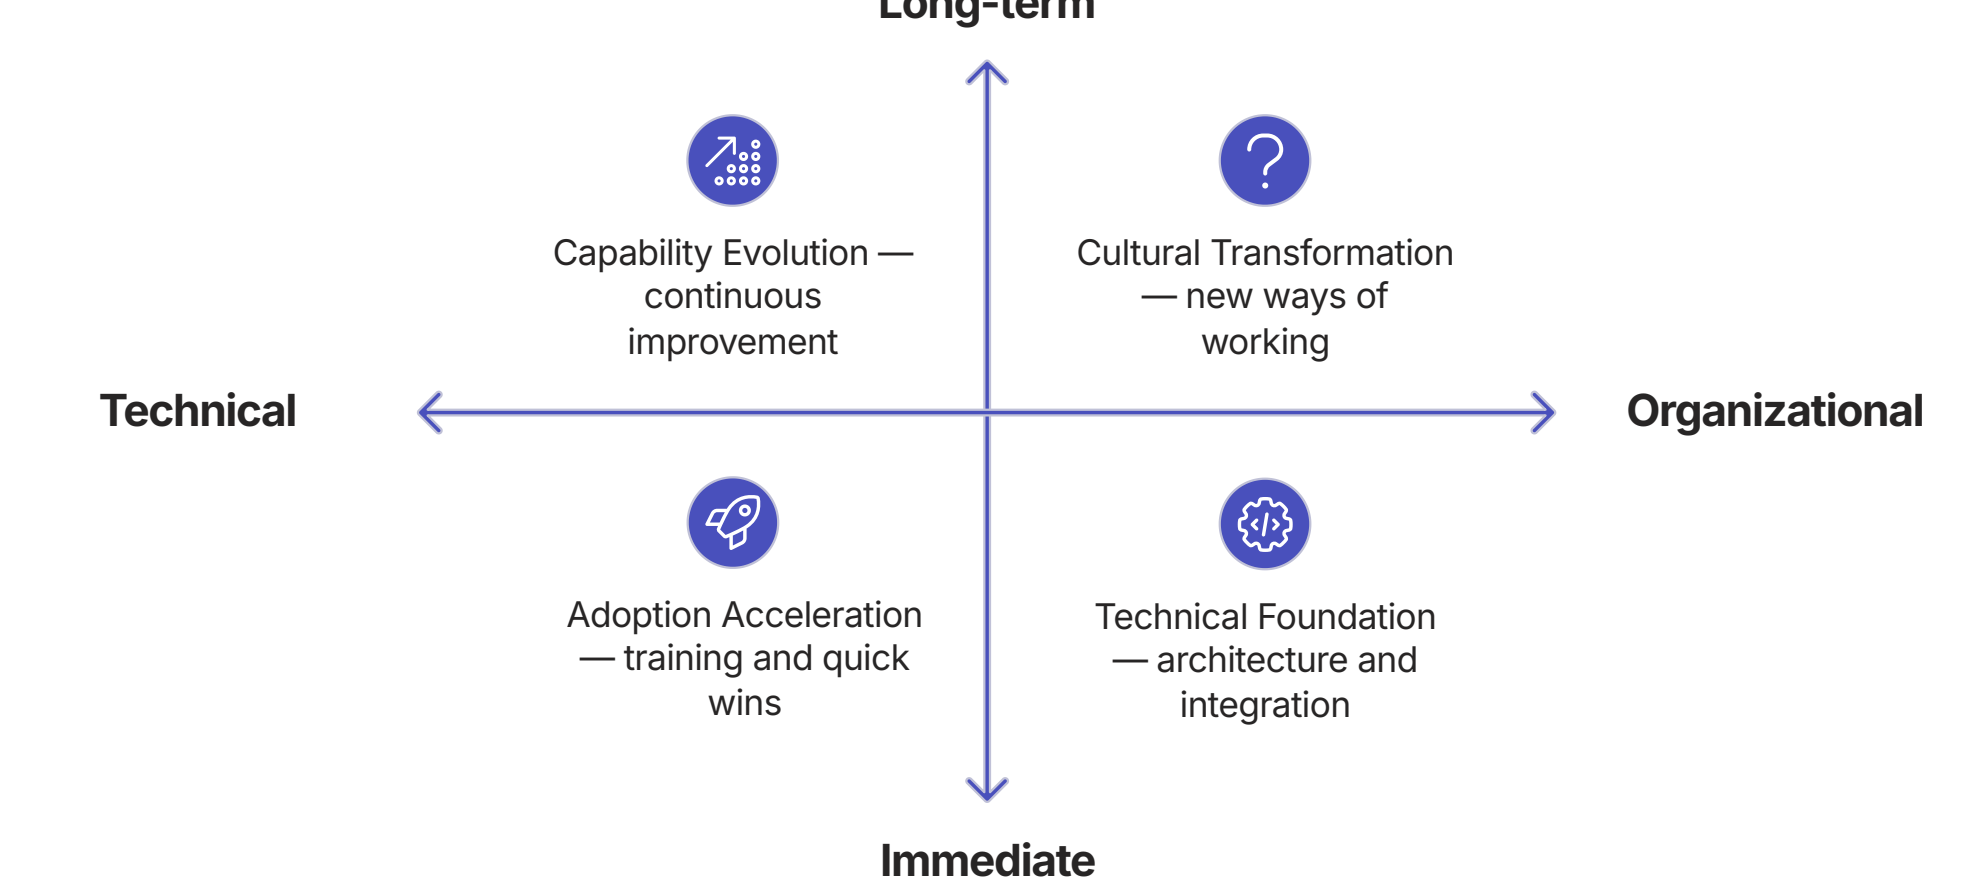 Long-term
Capability Evolution —
continuous
improvement
Cultural Transformation
— new ways of
working
Technical
Organizational
Adoption Acceleration
— training and quick
wins
Technical Foundation
— architecture and
integration
Immediate